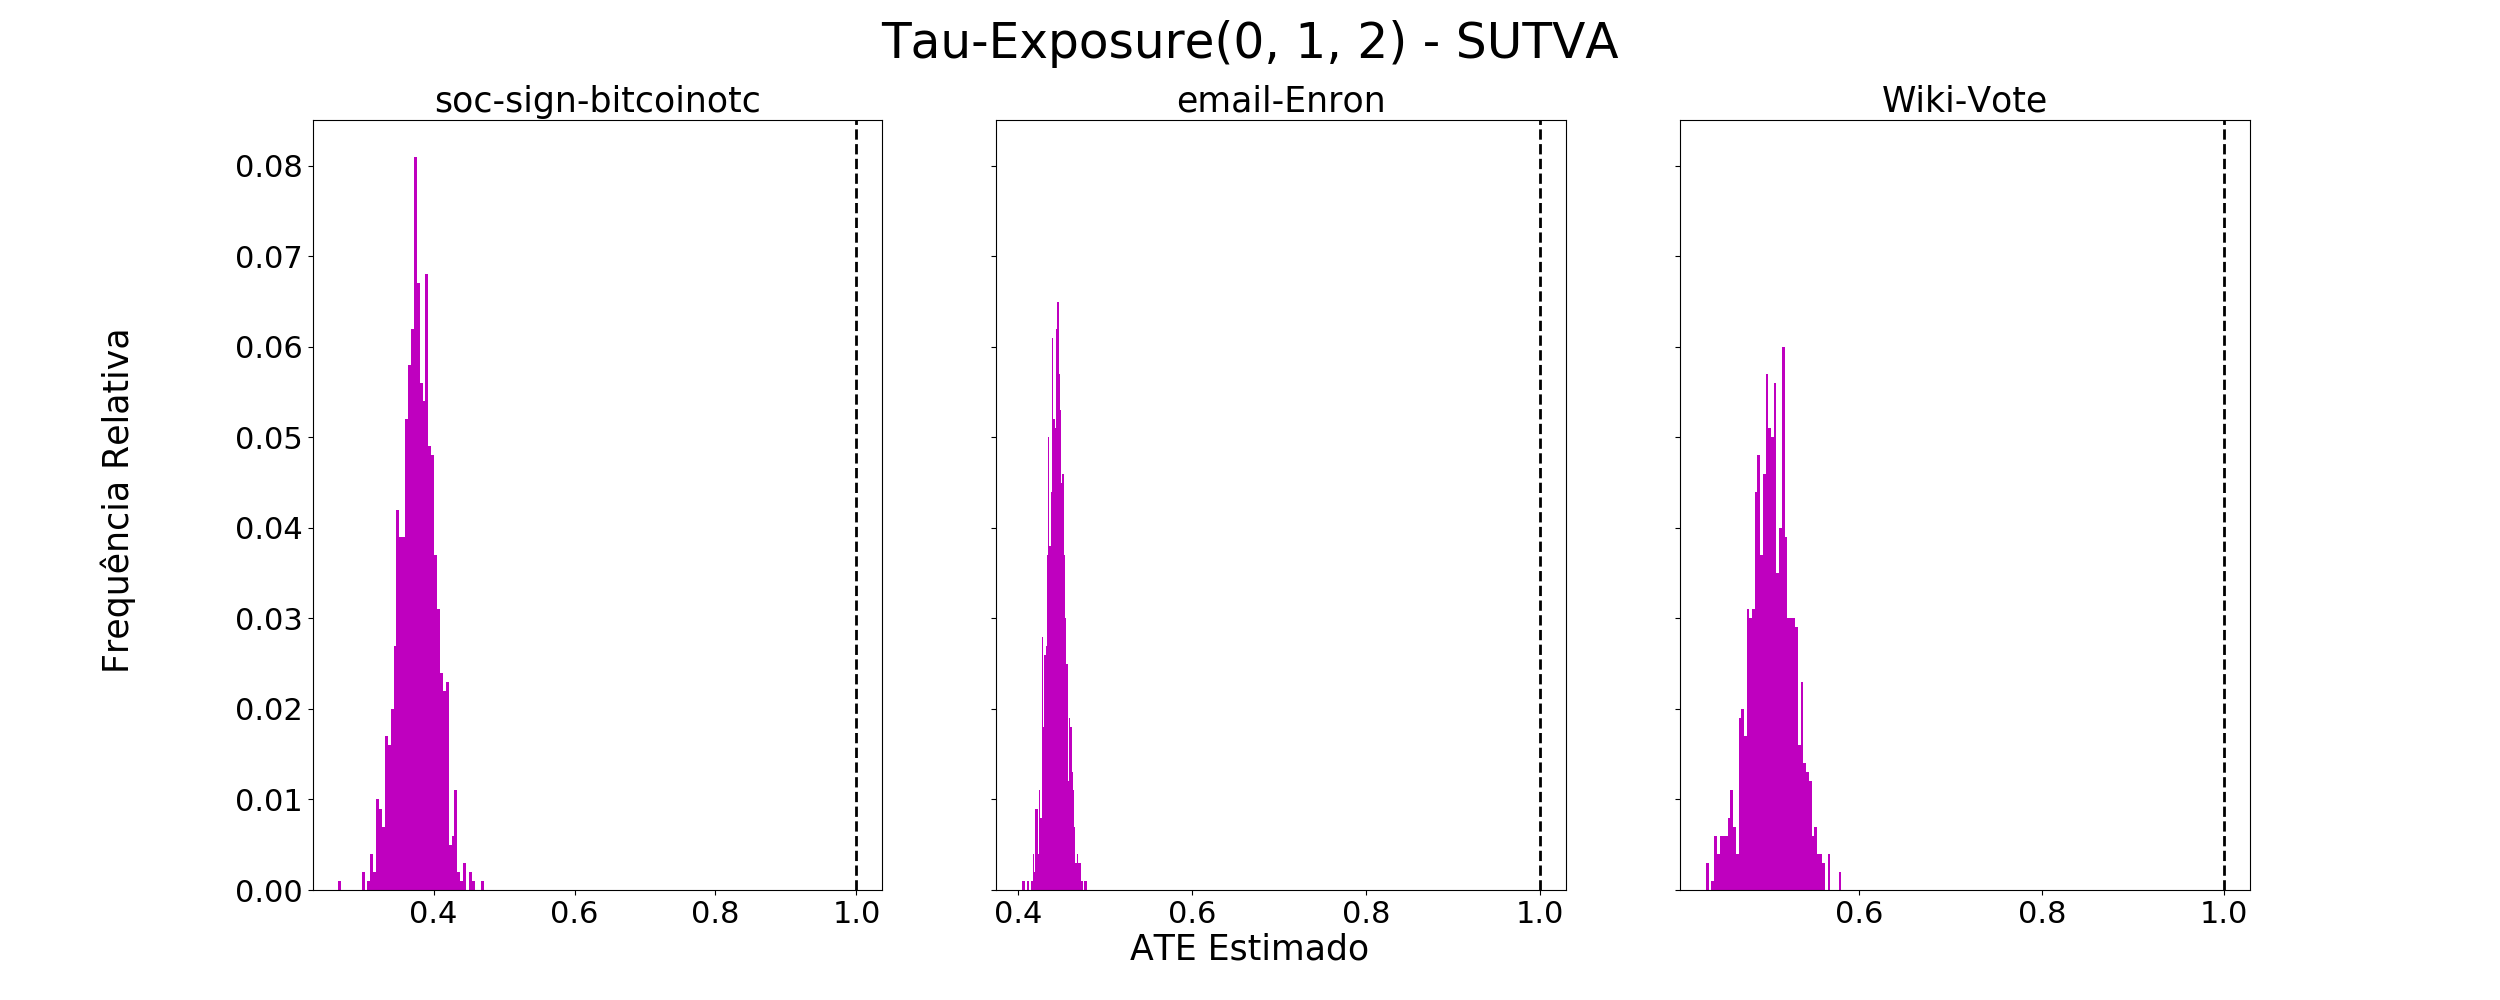 Tau-Exposure(0, 1, 2) - SUTVA
soc-sign-bitcoinotc
email-Enron
Wiki-Vote
Frequência Relativa
0.08
0.07
0.06
0.05
0.04
0.03
0.02
0.01
0.00
0.4 0.6 0.8 1.0
0.4 0.6 0.8 1.0
0.6 0.8 1.0
ATE Estimado